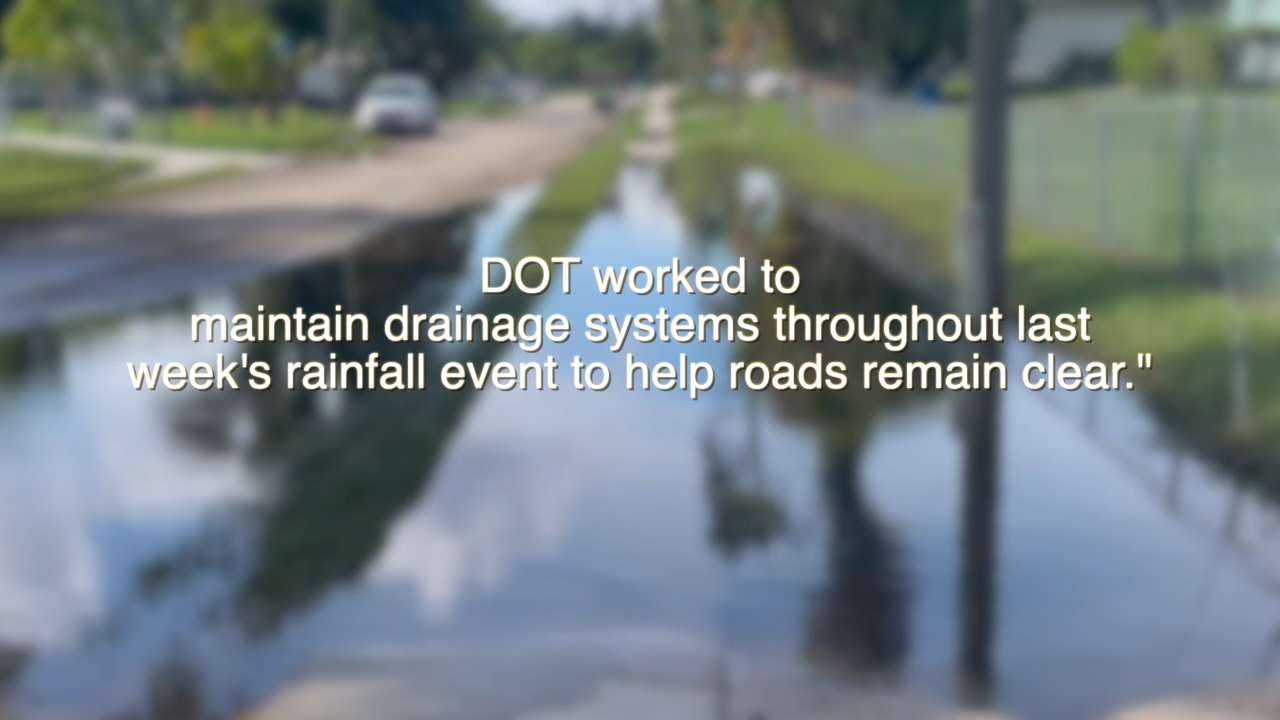 DOT worked to
maintain drainage systems throughout last
week's rainfall event to help roads remain clear."